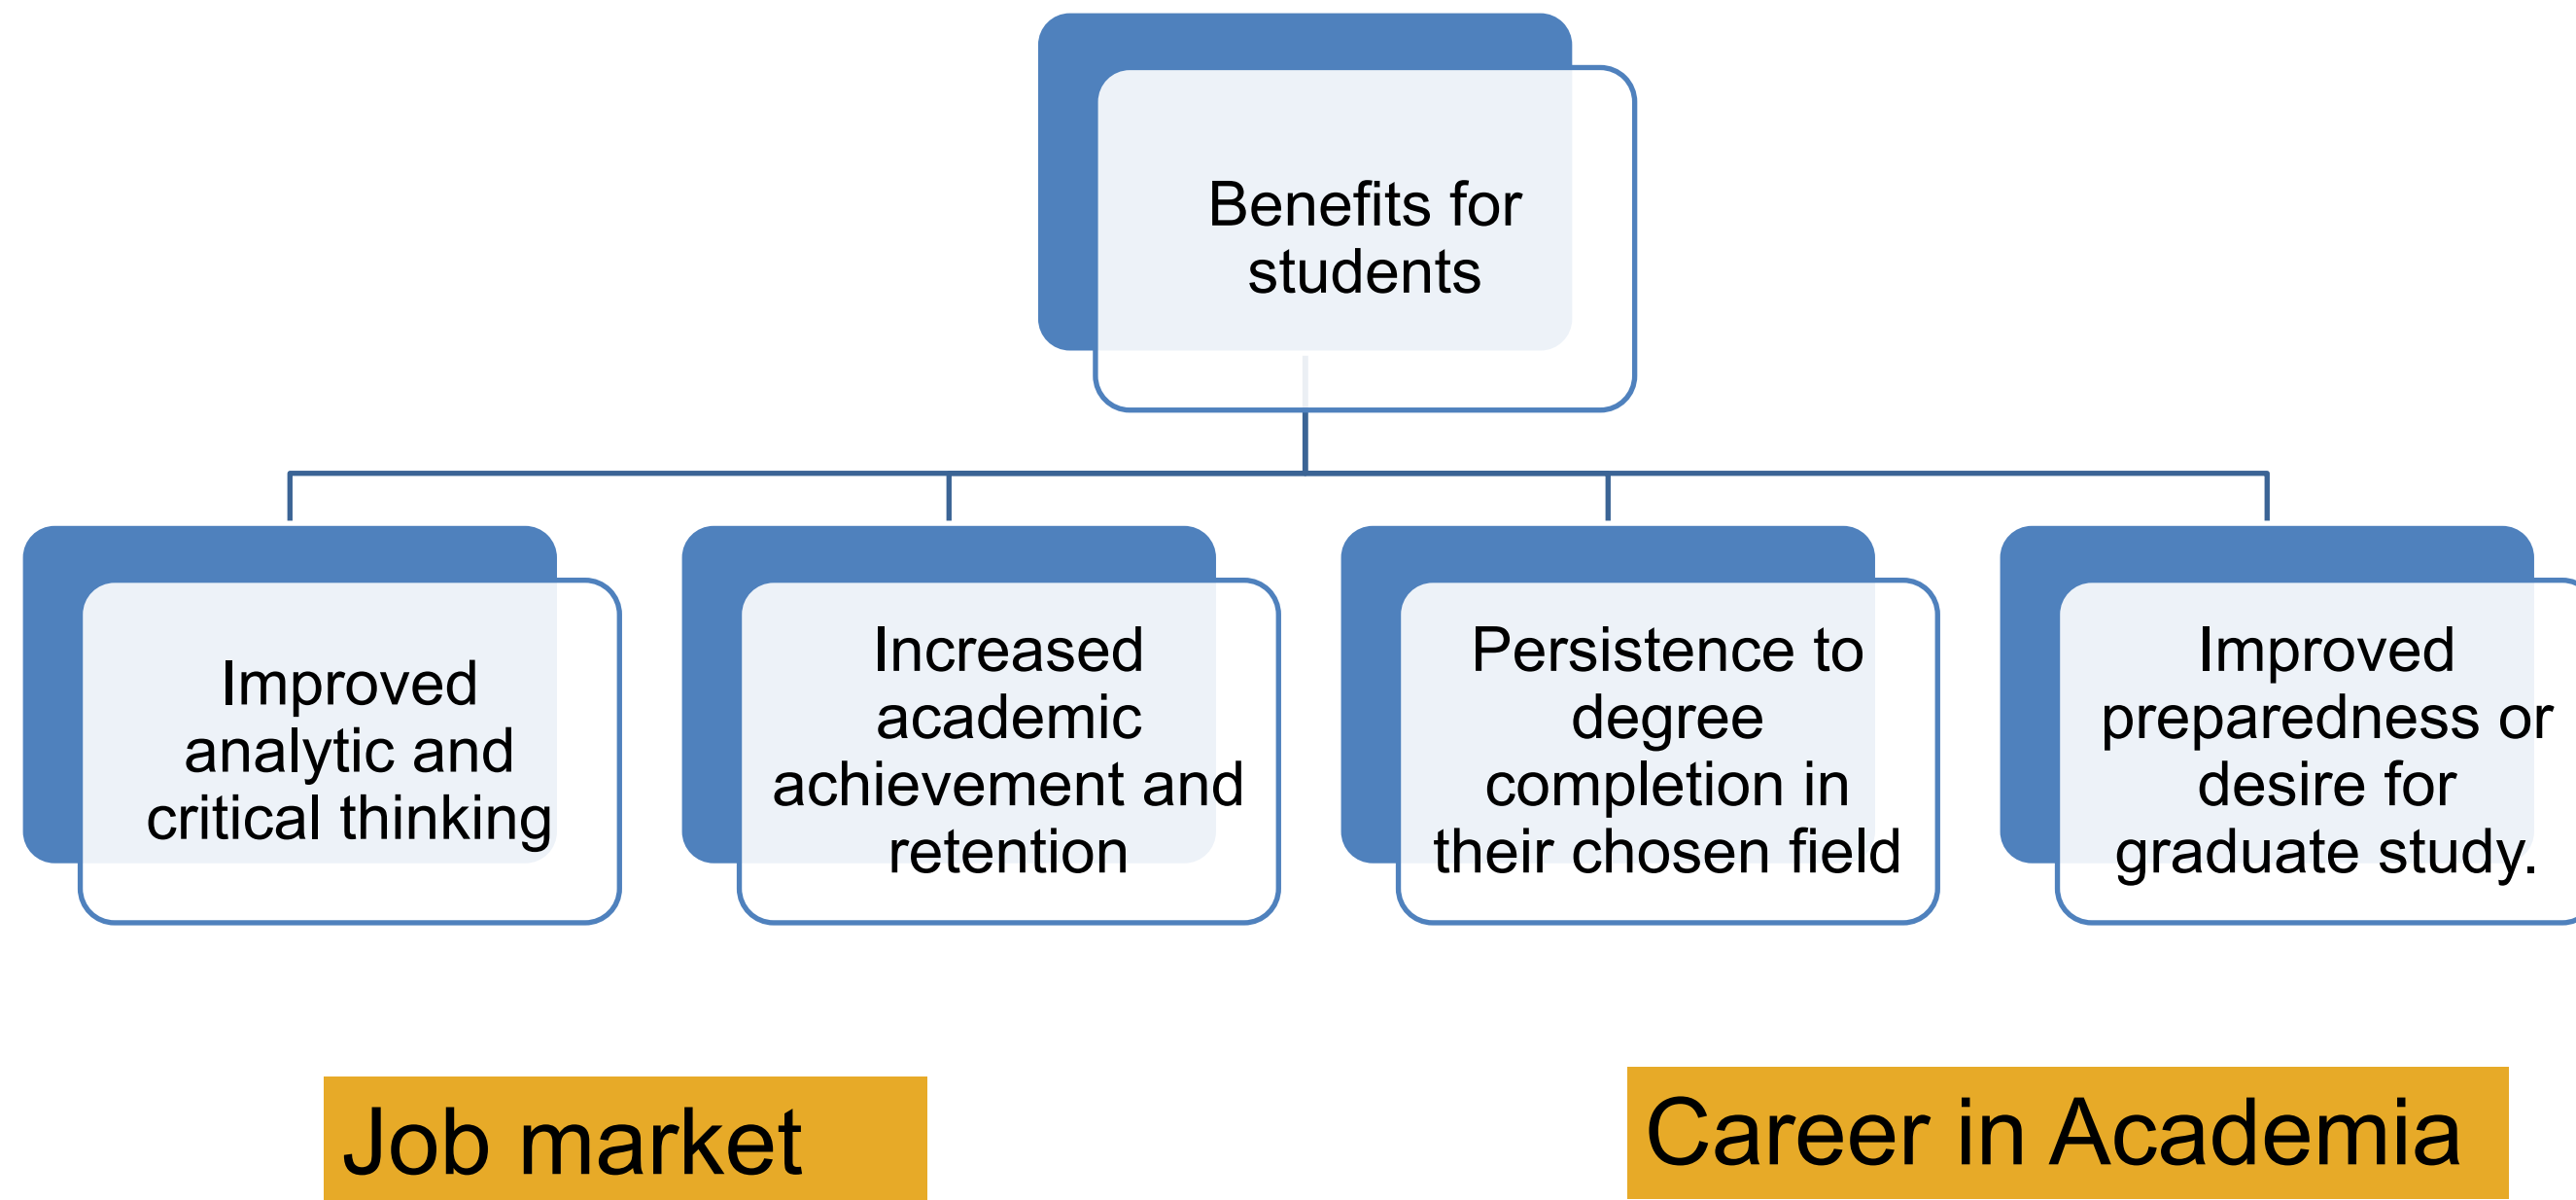 Benefits for
students
Improved
analytic and
critical thinking
Increased
academic
achievement and
retention
Persistence to
degree
completion in
their chosen field
Improved
preparedness or
desire for
graduate study.
Job market
Career in Academia